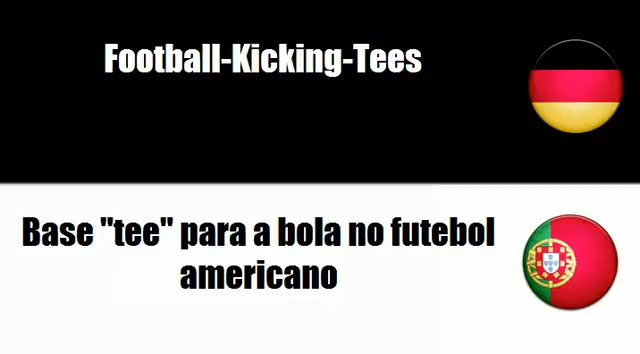 Football-Kicking-Tees
Base "tee" para a bola no futebol
americano